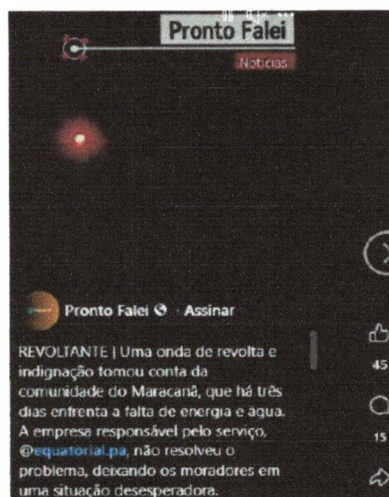 Pronto Falei
Notícias
Pronto Falei · Assinar
REVOLTANTE | Uma onda de revolta e
indignação tomou conta da
comunidade do Maracanã, que há três
dias enfrenta a falta de energia e água.
A empresa responsável pelo serviço,
@equatorial.pa, não resolveu o
problema, deixando os moradores em
uma situação desesperadora.
45
15